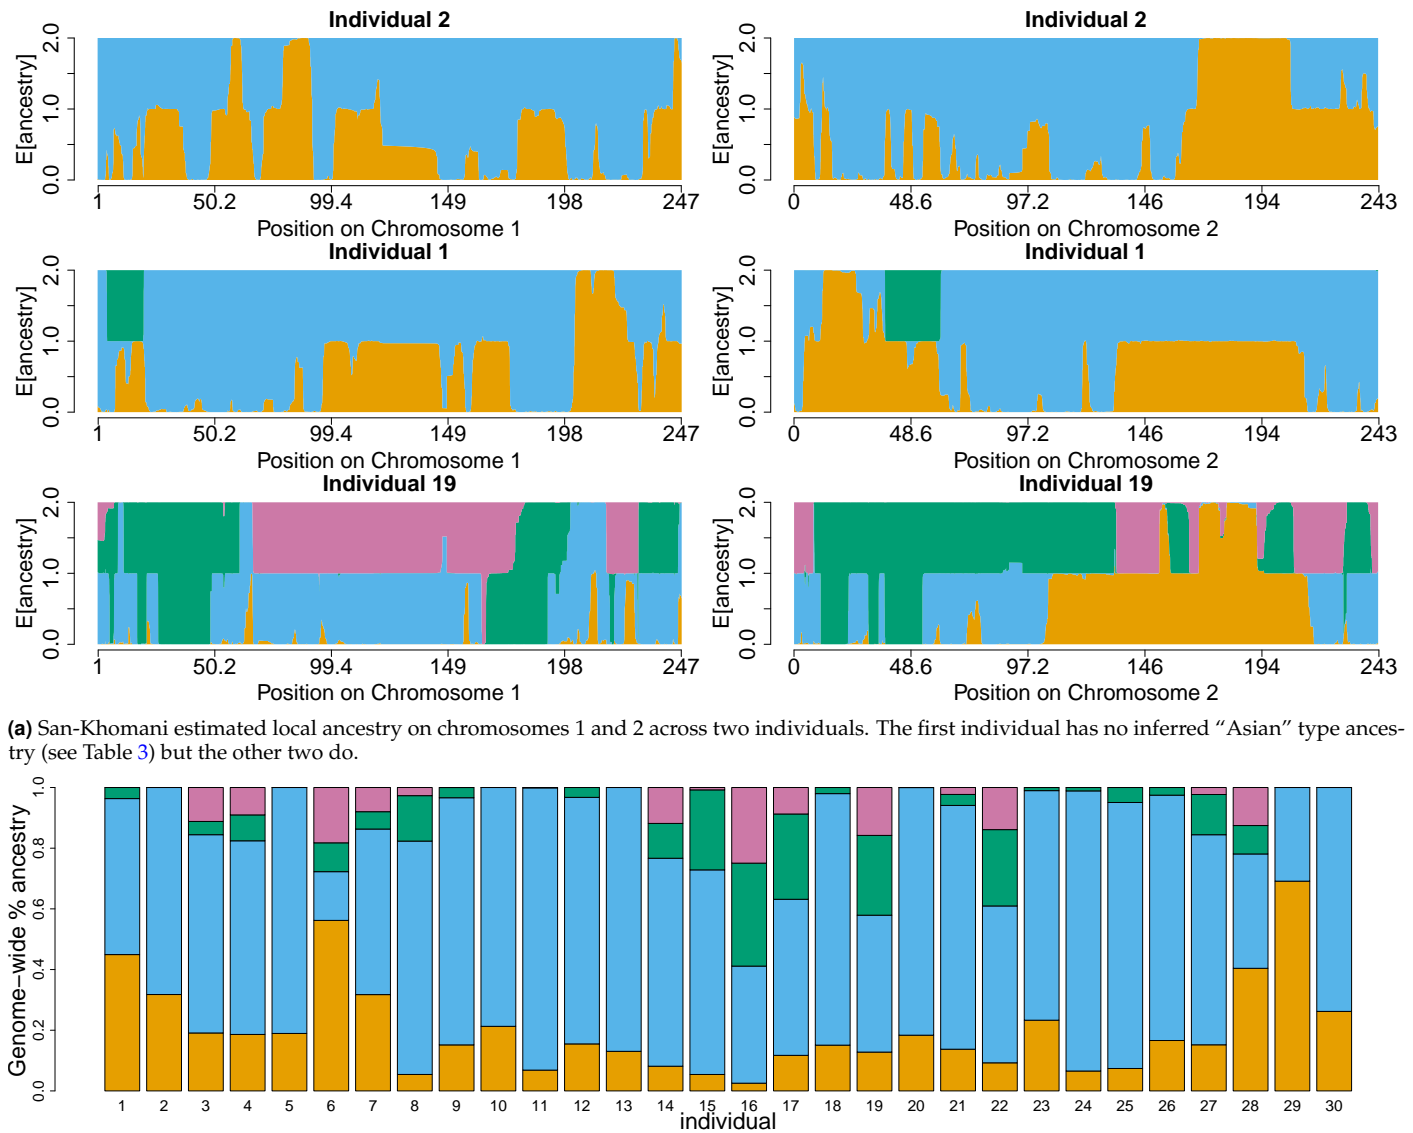 Individual 2
E[ancestry]
0.0 1.0 2.0
1 50.2 99.4 149 198 247
Position on Chromosome 1
Individual 2
E[ancestry]
0.0 1.0 2.0
0 48.6 97.2 146 194 243
Position on Chromosome 2
Individual 1
E[ancestry]
0.0 1.0 2.0
1 50.2 99.4 149 198 247
Position on Chromosome 1
Individual 1
E[ancestry]
0.0 1.0 2.0
0 48.6 97.2 146 194 243
Position on Chromosome 2
Individual 19
E[ancestry]
0.0 1.0 2.0
1 50.2 99.4 149 198 247
Position on Chromosome 1
Individual 19
E[ancestry]
0.0 1.0 2.0
0 48.6 97.2 146 194 243
Position on Chromosome 2
(a) San-Khomani estimated local ancestry on chromosomes 1 and 2 across two individuals. The first individual has no inferred “Asian” type ances-
try (see Table 3) but the other two do.
Genome−wide % ancestry
0.0 0.2 0.4 0.6 0.8 1.0
1 2 3 4 5 6 7 8 9 10 11 12 13 14 15 16 17 18 19 20 21 22 23 24 25 26 27 28 29 30
individual